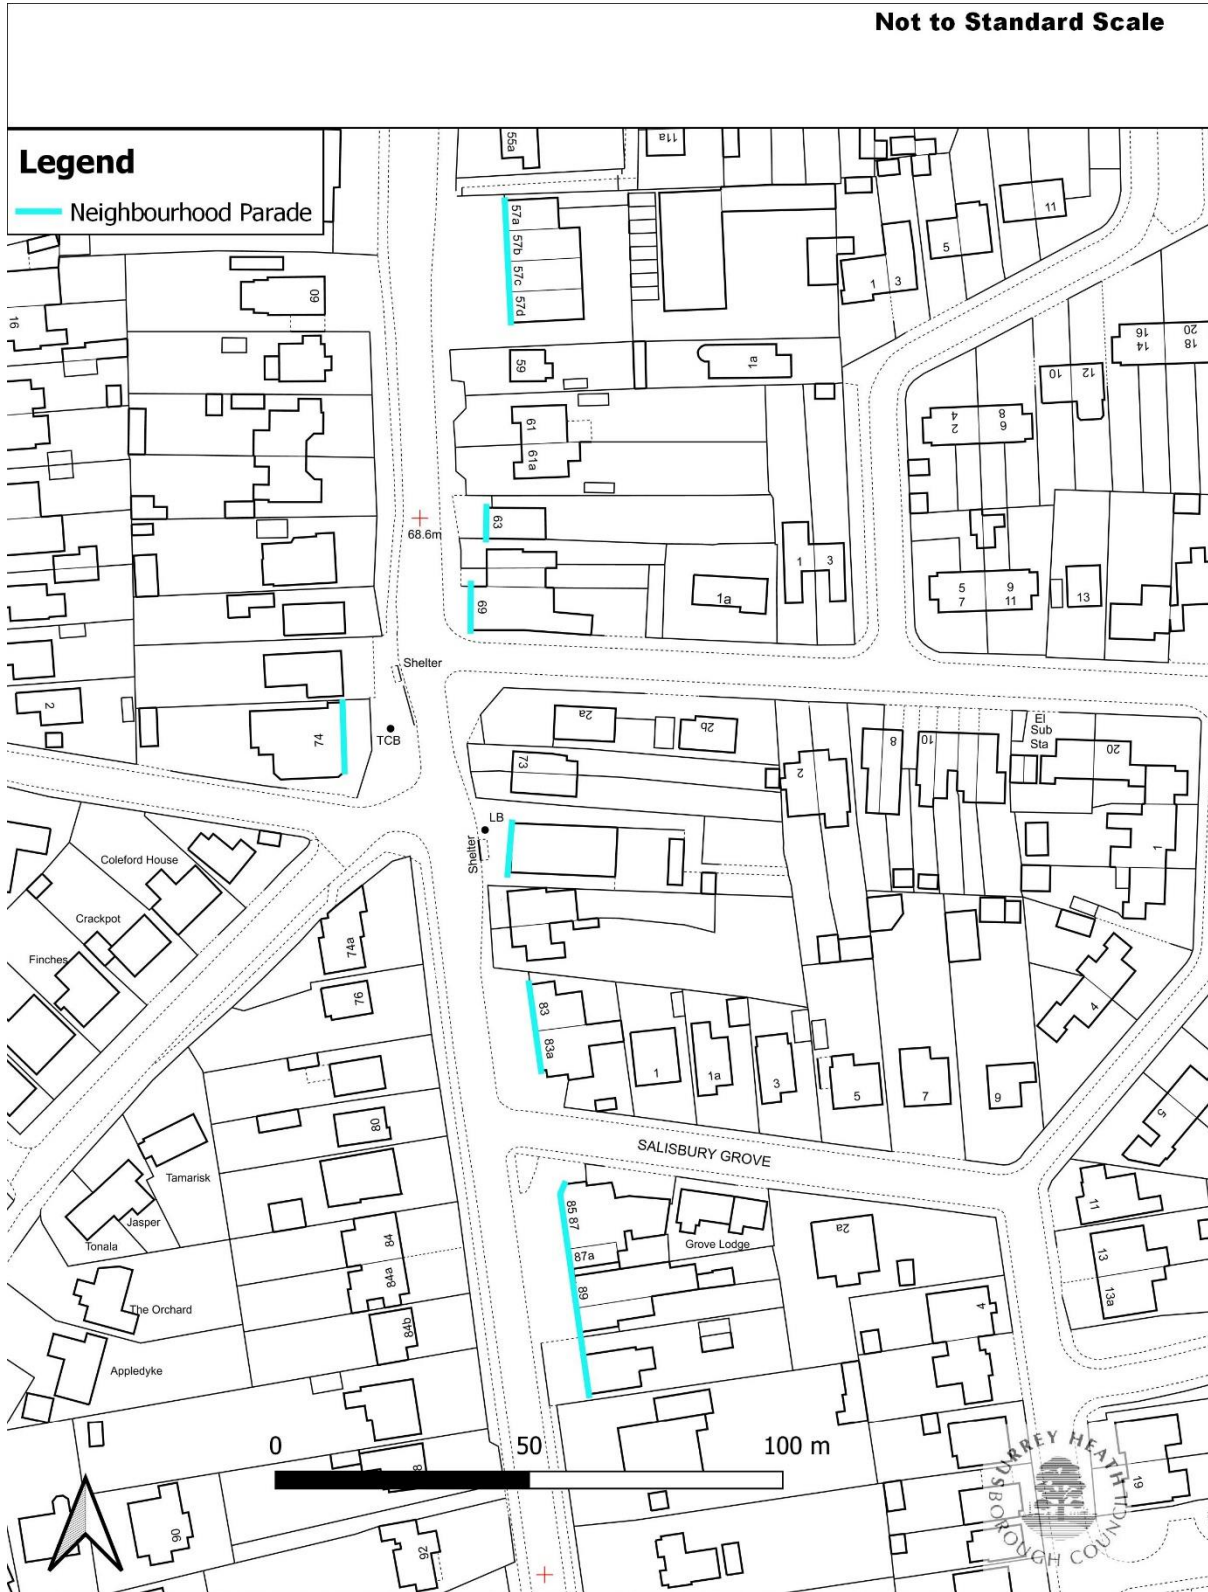 Not to Standard Scale
Legend
Neighbourhood Parade
55a
11a
57a
57b
57c
57d
11
5
1
3
60
16
59
1a
20
18
16
14
10
12
61
61a
4
2
8
6
63
68.6m
1
3
5
7
9
11
13
1a
69
Shelter
2
74
TCB
2a
2b
73
2
8
10
El
Sub
Sta
20
1
LB
Shelter
Coleford House
Crackpot
Finches
74a
76
83
83a
1
1a
3
5
7
9
4
5
80
SALISBURY GROVE
Tamarisk
Jasper
Tonala
The Orchard
Appledyke
84
84a
84b
85 87
87a
89
Grove Lodge
2a
11
13
13a
4
0
50
100 m
8
90
92
19
SURREY HEATH
BOROUGH COUNCIL